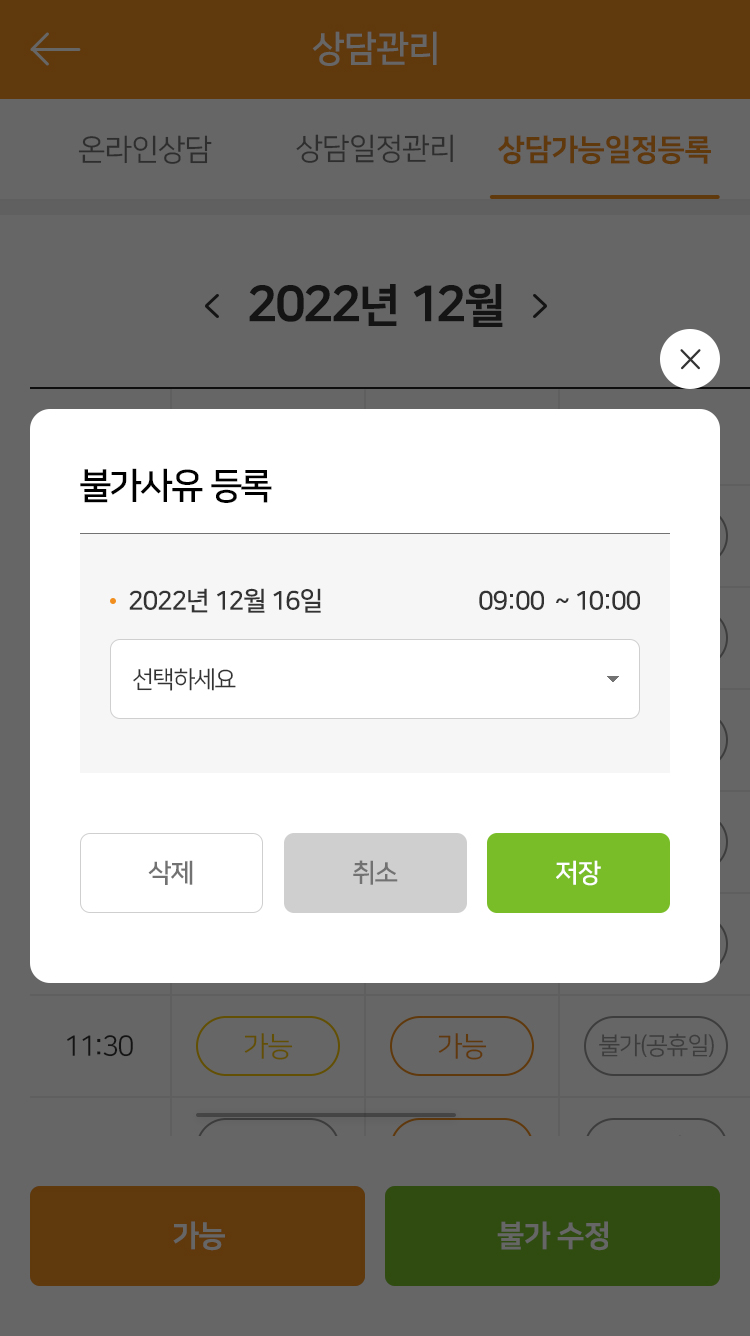 상담관리
온라인상담 상담일정관리 상담가능일정등록
2022년 12월
불가사유 등록
2022년 12월 16일 09:00 ~ 10:00
선택하세요
삭제 취소 저장
11:30 가능 가능 불가(공휴일)
가능 불가 수정